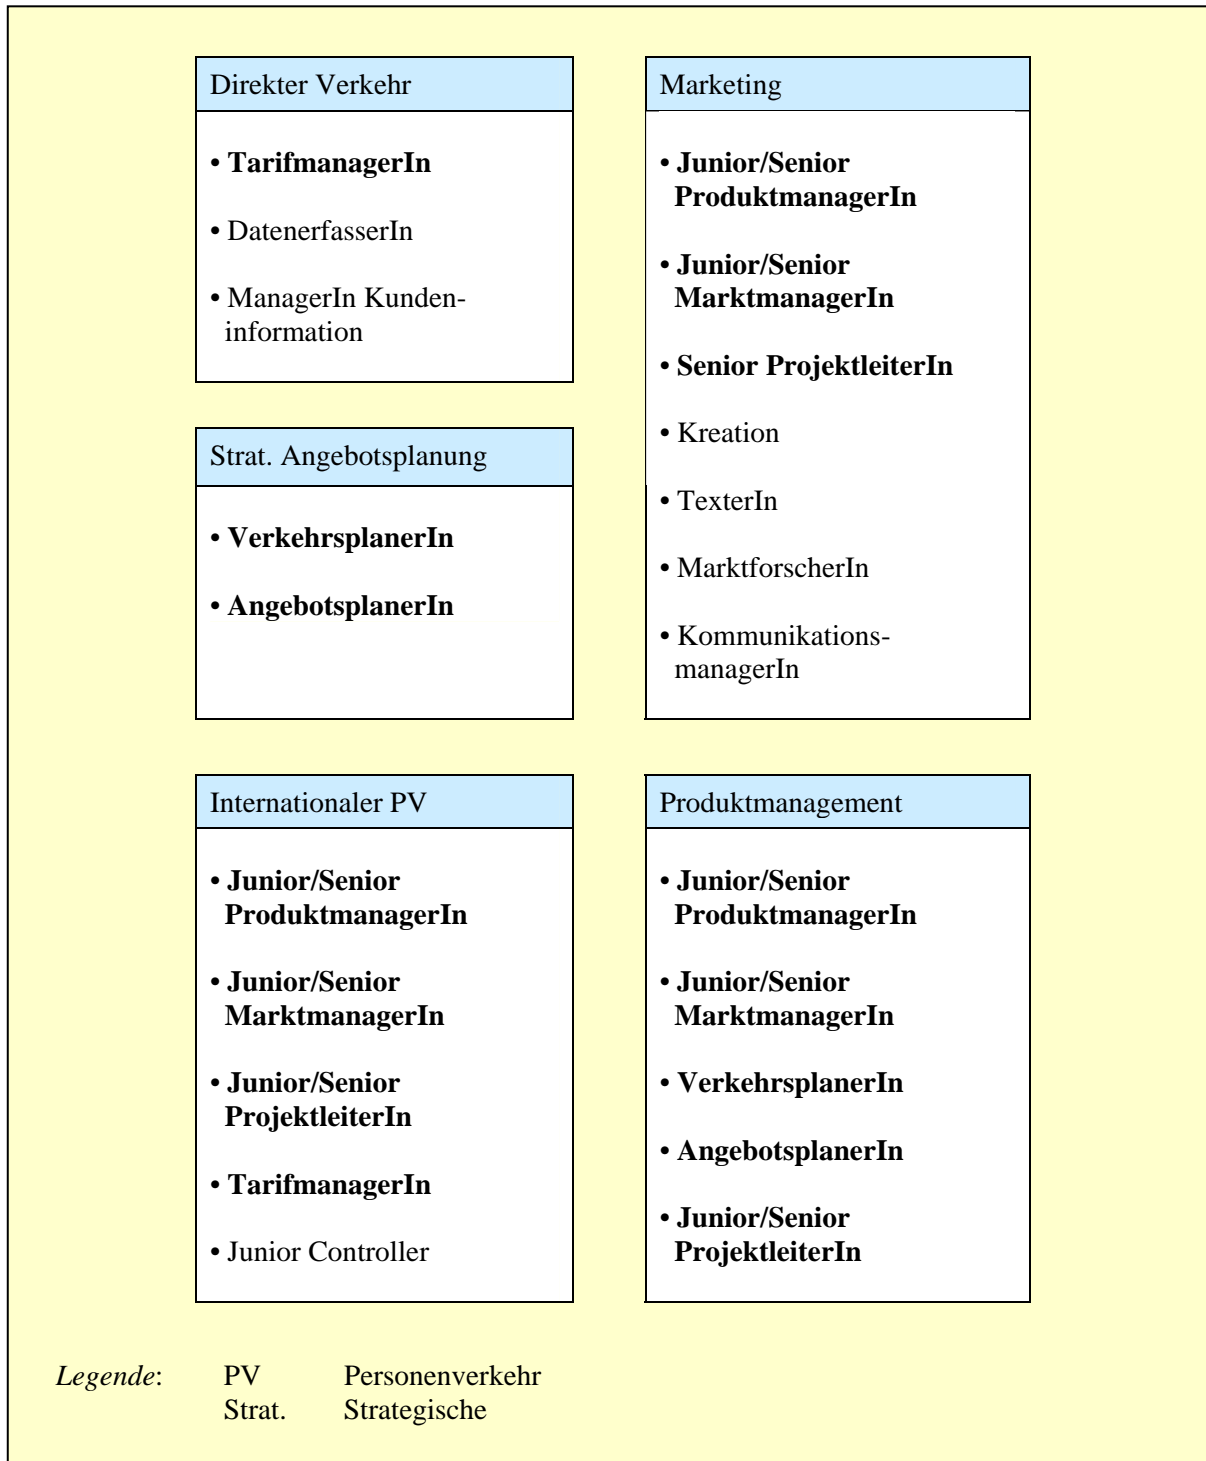 Direkter Verkehr
• TarifmanagerIn
• DatenerfasserIn
• ManagerIn Kunden-
information
Strat. Angebotsplanung
• VerkehrsplanerIn
• AngebotsplanerIn
Marketing
• Junior/Senior
ProduktmanagerIn
• Junior/Senior
MarktmanagerIn
• Senior ProjektleiterIn
• Kreation
• TexterIn
• MarktforscherIn
• Kommunikations-
managerIn
Internationaler PV
• Junior/Senior
ProduktmanagerIn
• Junior/Senior
MarktmanagerIn
• Junior/Senior
ProjektleiterIn
• TarifmanagerIn
• Junior Controller
Produktmanagement
• Junior/Senior
ProduktmanagerIn
• Junior/Senior
MarktmanagerIn
• VerkehrsplanerIn
• AngebotsplanerIn
• Junior/Senior
ProjektleiterIn
Legende: PV Personenverkehr
Strat. Strategische